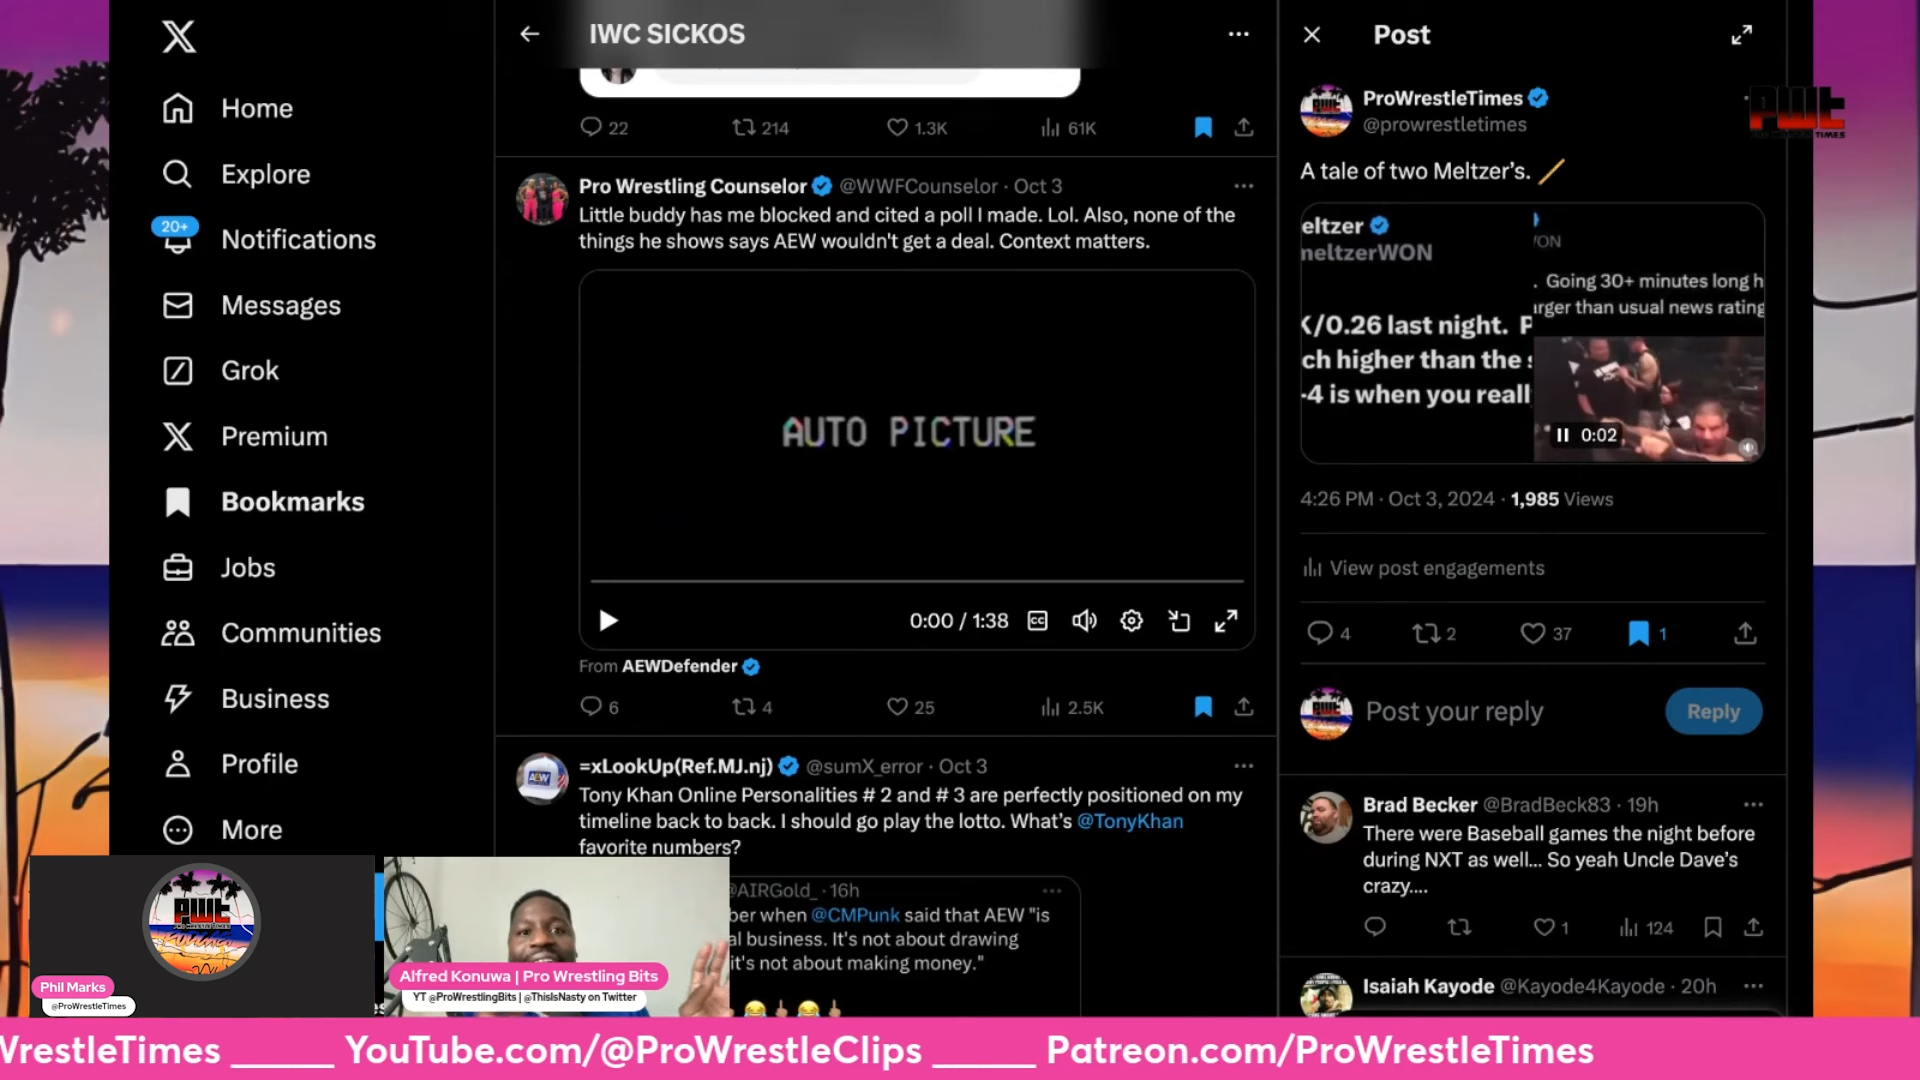 Home
Explore
20+
Notifications
Messages
Grok
Premium
Bookmarks
Jobs
Communities
Business
Profile
More
IWC SICKOS
22
214
1.3K
61K
Pro Wrestling Counselor @WWFCounselor · Oct 3
Little buddy has me blocked and cited a poll I made. Lol. Also, none of the
things he shows says AEW wouldn't get a deal. Context matters.
AUTO PICTURE
0:00 / 1:38
CC
From AEWDefender
6
4
25
2.5K
=xLookUp(Ref.MJ.nj) @sumX_error · Oct 3
Tony Khan Online Personalities # 2 and # 3 are perfectly positioned on my
timeline back to back. I should go play the lotto. What's @TonyKhan
favorite numbers?
@AIRGold_ · 16h
ber when @CMPunk said that AEW "is
al business. It's not about drawing
it's not about making money."
Post
ProWrestleTimes
@prowrestletimes
PWT
A tale of two Meltzer's.
eltzer
neltzerWON
K/0.26 last night. P
ch higher than the s
-4 is when you reall
ON
. Going 30+ minutes long h
arger than usual news rating
0:02
4:26 PM · Oct 3, 2024 · 1,985 Views
View post engagements
4
2
37
1
Post your reply
Reply
Brad Becker @BradBeck83 · 19h
There were Baseball games the night before
during NXT as well... So yeah Uncle Dave's
crazy....
1
124
Isaiah Kayode @Kayode4Kayode · 20h
PWT
Phil Marks
@ProWrestleTimes
Alfred Konuwa | Pro Wrestling Bits
YT @ProWrestlingBits | @ThisIsNasty on Twitter
WrestleTimes ______ YouTube.com/@ProWrestleClips ______ Patreon.com/ProWrestleTimes